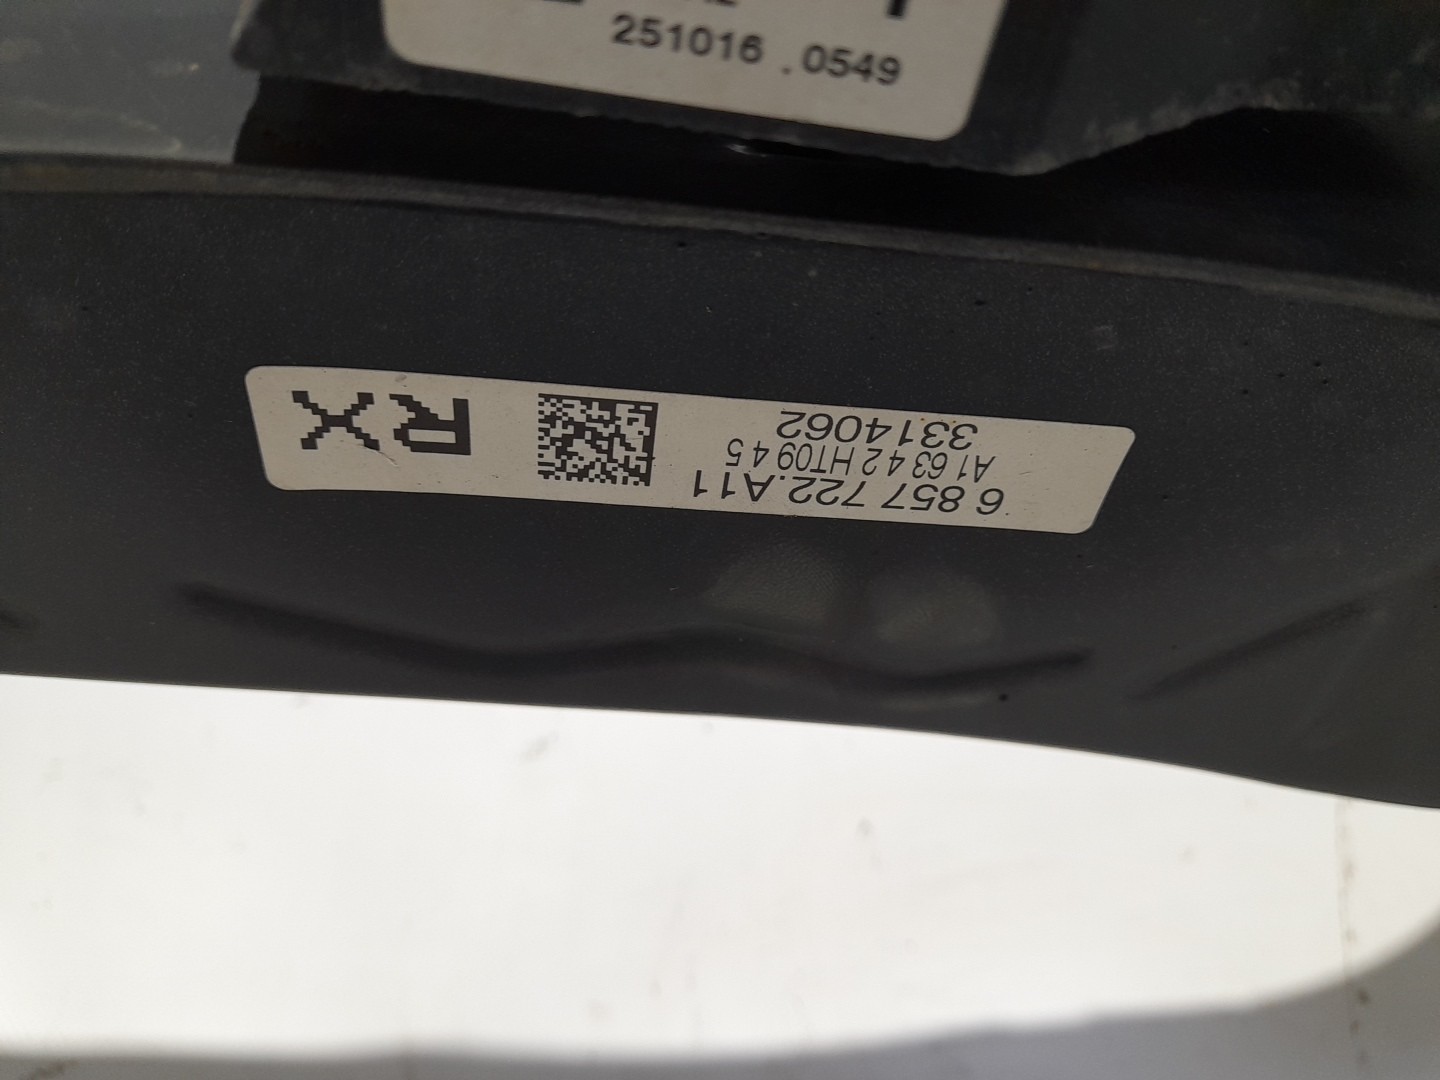 251016 . 0549
6 857 722.A11
A1 63 4 2 HT09 4 5
3314062
RX